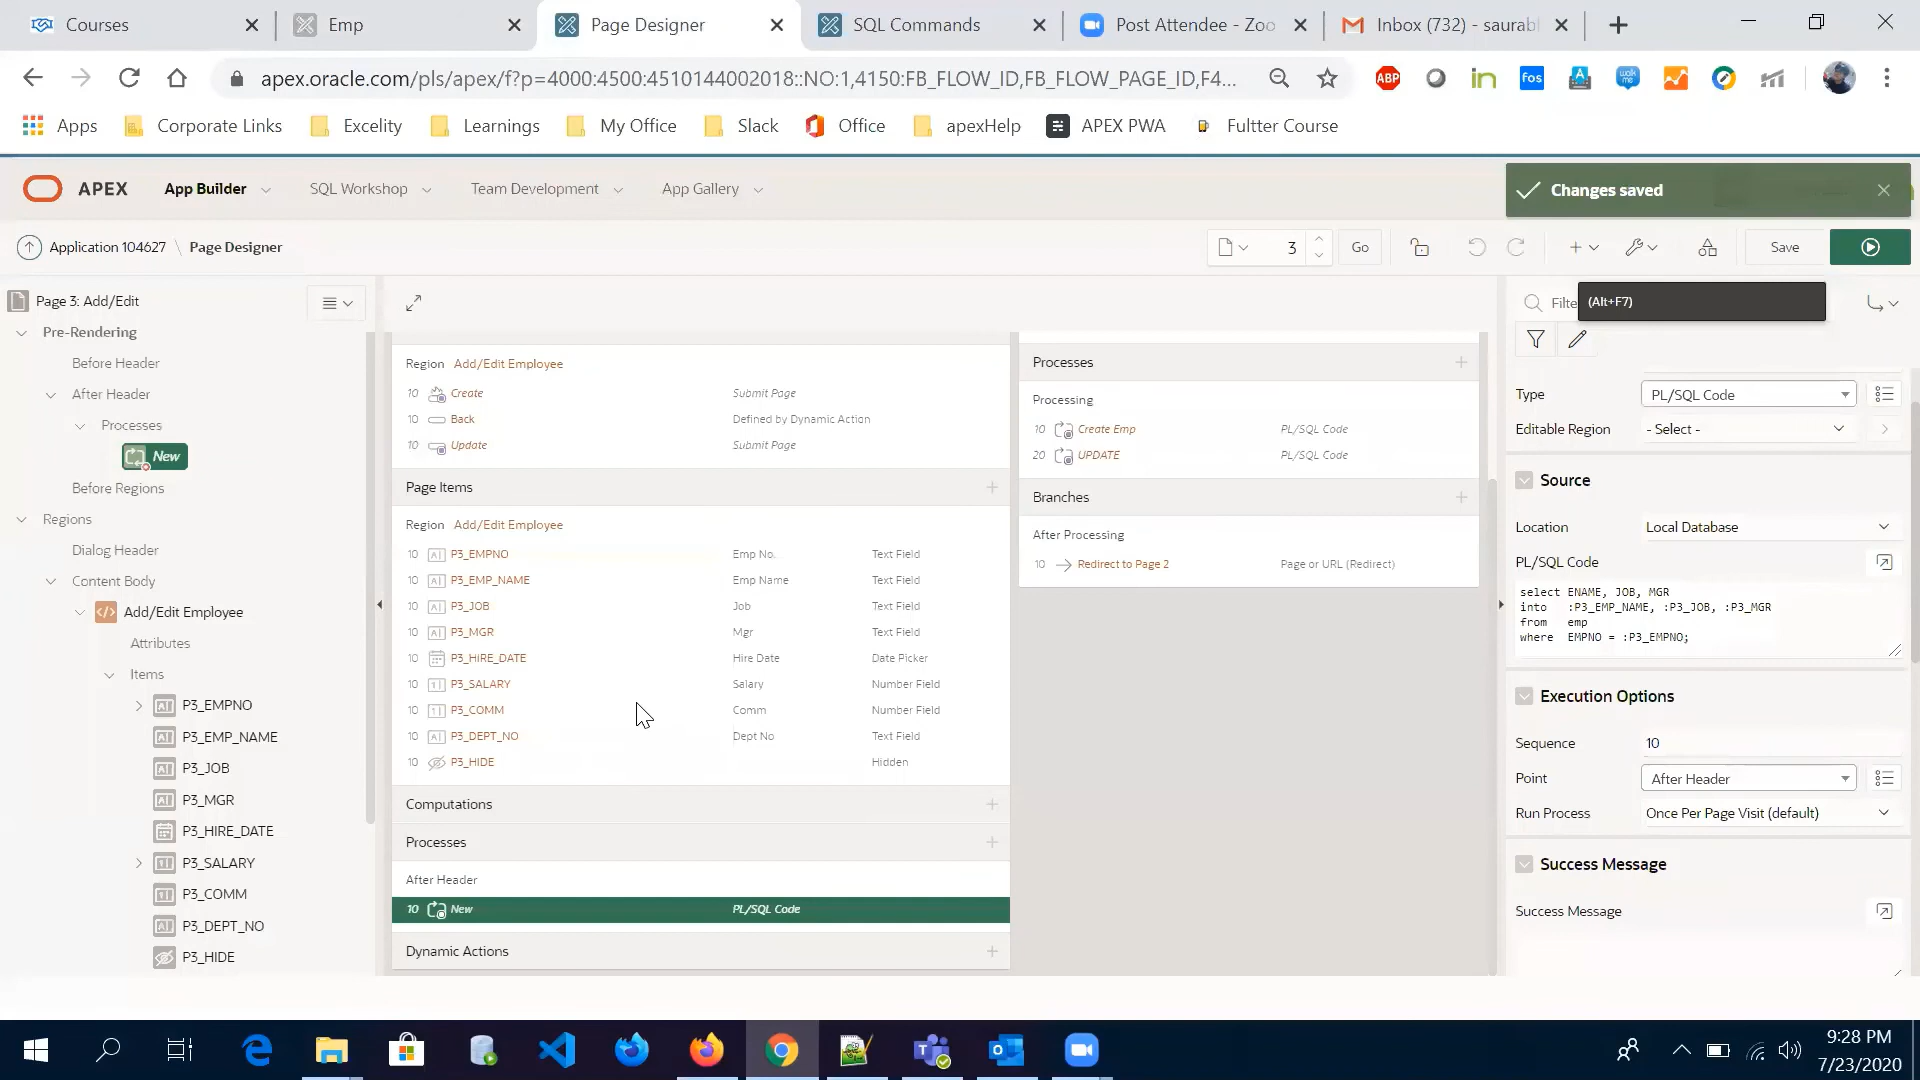 Courses
Emp
Page Designer
SQL Commands
Post Attendee - Zoo
Inbox (732) - saurabl
apex.oracle.com/pls/apex/f?p=4000:4500:4510144002018::NO:1,4150:FB_FLOW_ID,FB_FLOW_PAGE_ID,F4...
ABP
in
fos
A
walk me
Apps
Corporate Links
Excelity
Learnings
My Office
Slack
Office
apexHelp
APEX PWA
Fultter Course
APEX
App Builder
SQL Workshop
Team Development
App Gallery
Changes saved
Application 104627 \ Page Designer
3
Go
Save
Page 3: Add/Edit
Pre-Rendering
Before Header
After Header
Processes
New
Before Regions
Regions
Dialog Header
Content Body
Add/Edit Employee
Attributes
Items
P3_EMPNO
P3_EMP_NAME
P3_JOB
P3_MGR
P3_HIRE_DATE
P3_SALARY
P3_COMM
P3_DEPT_NO
P3_HIDE
Region Add/Edit Employee
10 Create Submit Page
10 Back Defined by Dynamic Action
10 Update Submit Page
Page Items
Region Add/Edit Employee
10 P3_EMPNO Emp No. Text Field
10 P3_EMP_NAME Emp Name Text Field
10 P3_JOB Job Text Field
10 P3_MGR Mgr Text Field
10 P3_HIRE_DATE Hire Date Date Picker
10 P3_SALARY Salary Number Field
10 P3_COMM Comm Number Field
10 P3_DEPT_NO Dept No Text Field
10 P3_HIDE Hidden
Computations
Processes
After Header
10 New PL/SQL Code
Dynamic Actions
Processes
Processing
10 Create Emp PL/SQL Code
20 UPDATE PL/SQL Code
Branches
After Processing
10 Redirect to Page 2 Page or URL (Redirect)
Filte
(Alt+F7)
Type PL/SQL Code
Editable Region - Select -
Source
Location Local Database
PL/SQL Code
select ENAME, JOB, MGR
into :P3_EMP_NAME, :P3_JOB, :P3_MGR
from emp
where EMPNO = :P3_EMPNO;
Execution Options
Sequence 10
Point After Header
Run Process Once Per Page Visit (default)
Success Message
Success Message
9:28 PM
7/23/2020